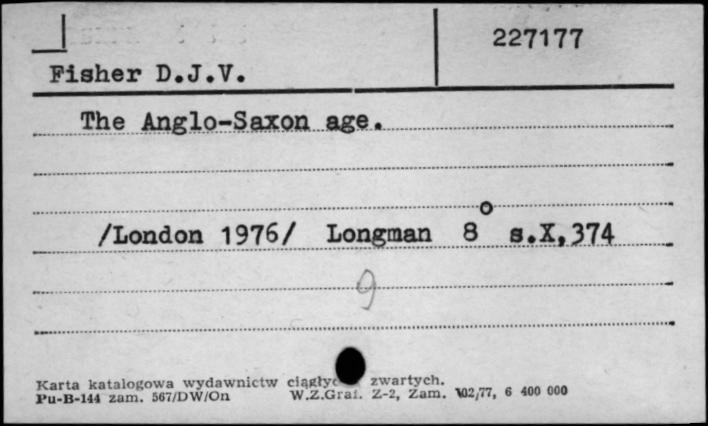 227177
Fisher D.J.V.
The Anglo-Saxon age.
/London 1976/ Longman 8° s.X,374
9
Karta katalogowa wydawnictw zwartych.
Pu-B-144 zam. 567/DW/On W.Z.Graf. Z-2, Zam. 102/77, 6 400 000